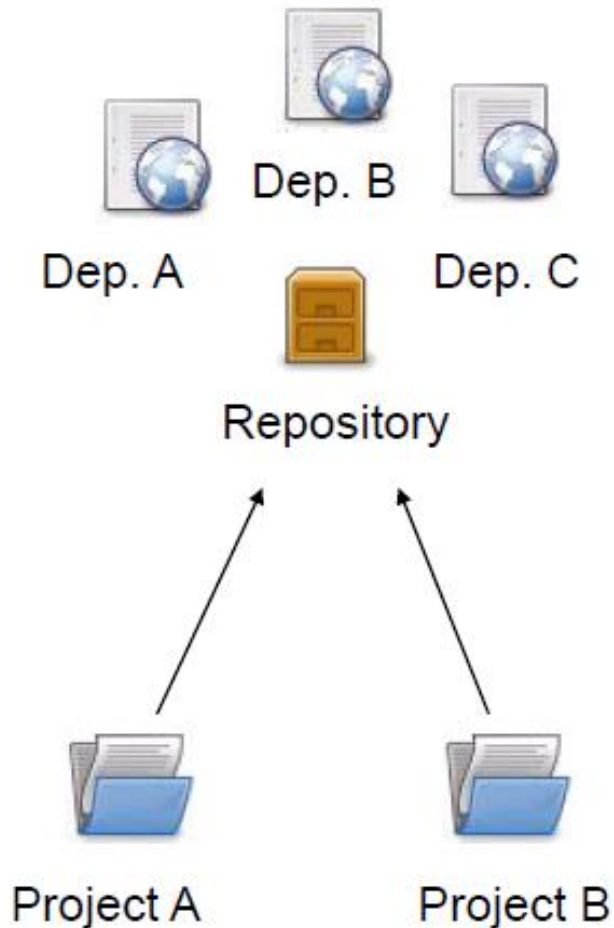 Dep. B
Dep. A
Dep. C
Repository
Project A
Project B